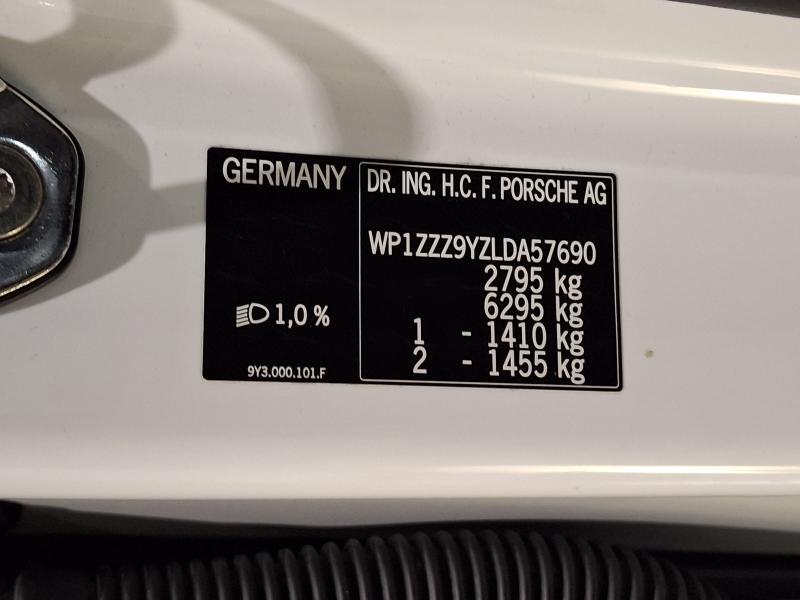 GERMANY
1,0 %
9Y3.000.101.F
DR. ING. H.C. F. PORSCHE AG
WP1ZZZ9YZLDA57690
2795 kg
6295 kg
1 - 1410 kg
2 - 1455 kg